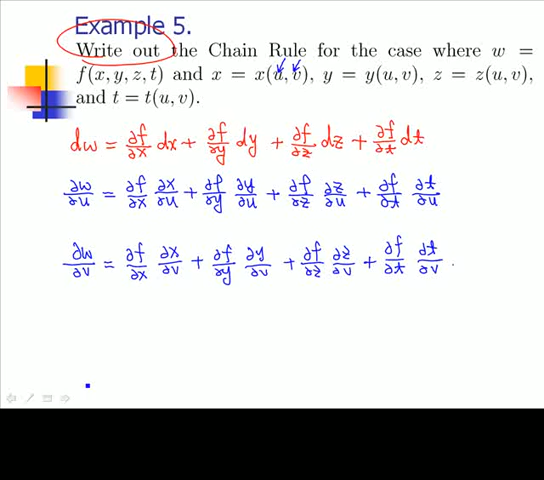 Example 5.
Write out the Chain Rule for the case where w =
f(x, y, z, t) and x = x(u, v), y = y(u, v), z = z(u, v),
and t = t(u, v).
dw = ∂f/∂x dx + ∂f/∂y dy + ∂f/∂z dz + ∂f/∂t dt
∂w/∂u = ∂f/∂x ∂x/∂u + ∂f/∂y ∂y/∂u + ∂f/∂z ∂z/∂u + ∂f/∂t ∂t/∂u
∂w/∂v = ∂f/∂x ∂x/∂v + ∂f/∂y ∂y/∂v + ∂f/∂z ∂z/∂v + ∂f/∂t ∂t/∂v .